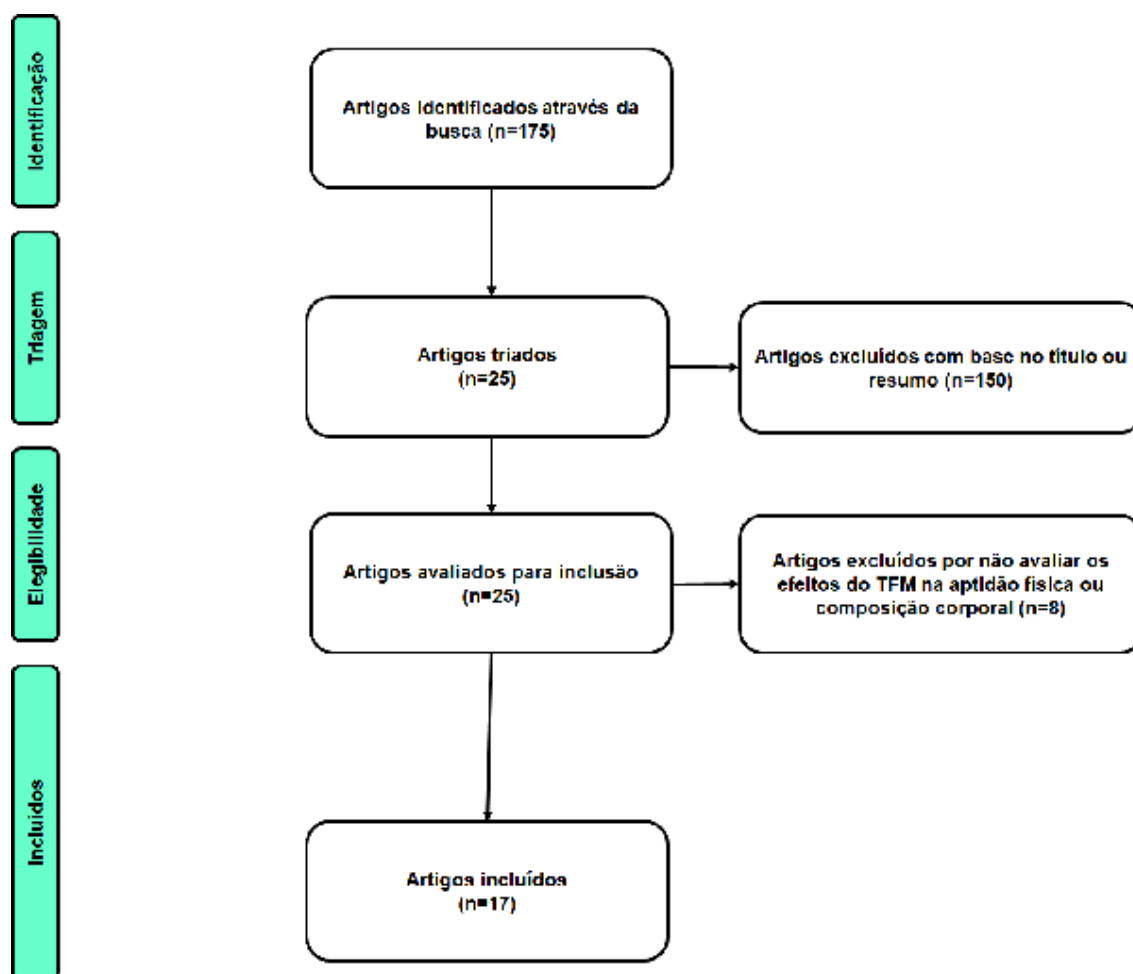 Identificação
Artigos identificados através da
busca (n=175)
Triagem
Artigos triados
(n=25)
Artigos excluídos com base no título ou
resumo (n=150)
Elegibilidade
Artigos avaliados para inclusão
(n=25)
Artigos excluídos por não avaliar os
efeitos do TFM na aptidão física ou
composição corporal (n=8)
Incluídos
Artigos incluídos
(n=17)